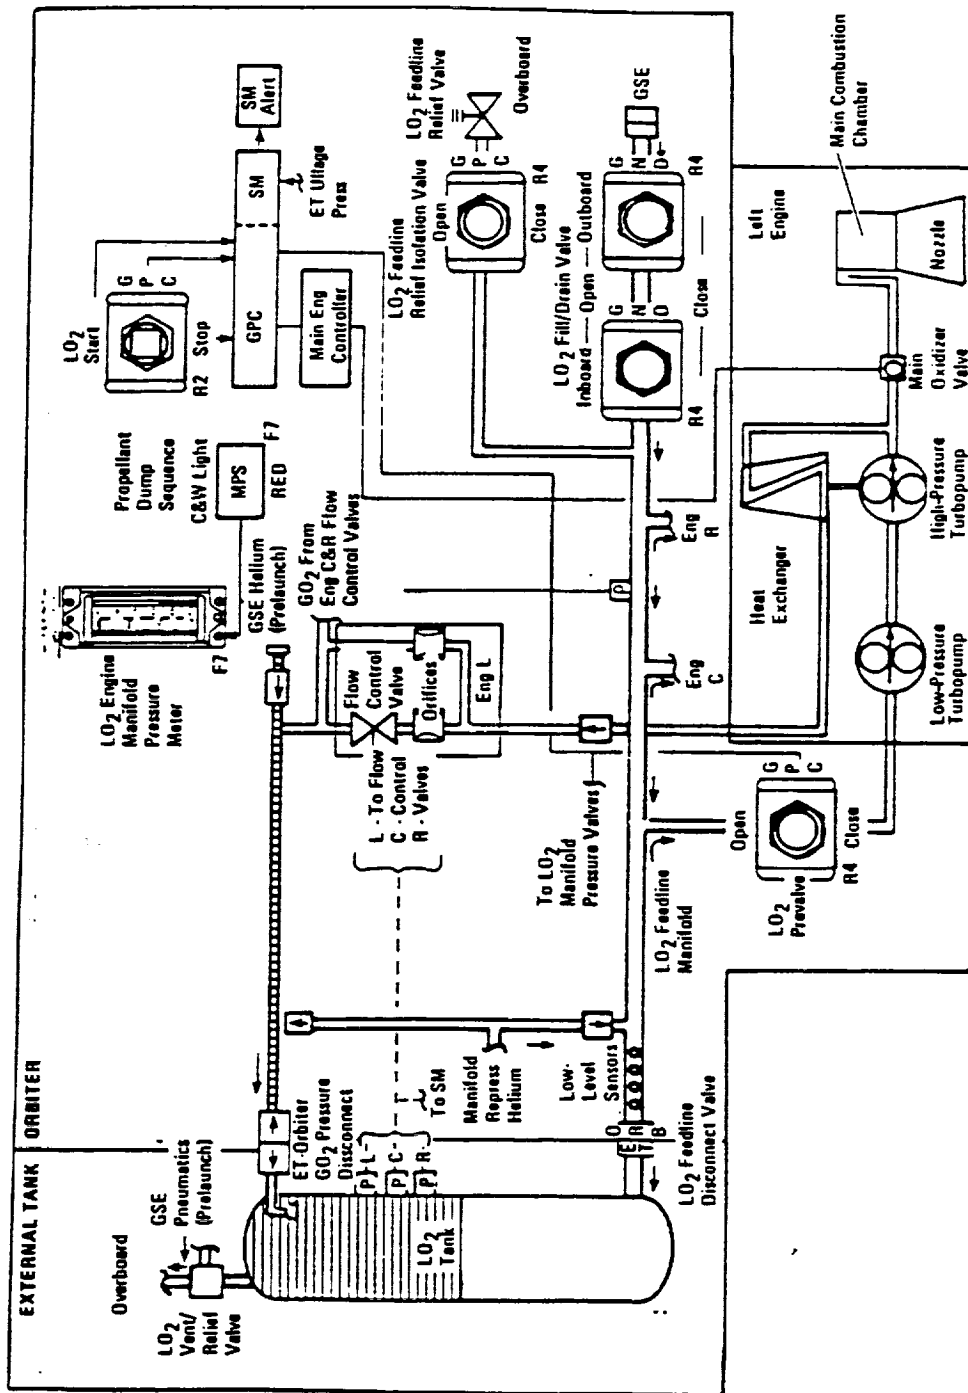 EXTERNAL TANK
ORBITER
Overboard
LO2
Vent/
Relief
Valve
GSE
Pneumatics
(Prelaunch)
ET-Orbiter
GO2 Pressure
Dissconnect
P} L-
P} C-
P} R-
To SM
LO2
Tank
LO2 Engine
Manifold
Pressure
Meter
F7
GSE Helium
(Prelaunch)
Propellant
Dump
Sequence
C&W Light
MPS
RED
F7
LO2
Start
G
P
C
Stop
R2
GPC
SM
SM
Alert
ET Ullage
Press
Main Eng
Controller
GO2 From
Eng C&R Flow
Control Valves
Flow
Control
Valve
Orifices
Eng L
L - To Flow
C - Control
R - Valves
LO2 Feedline
Relief Isolation Valve
Open
Close
G
P
C
R4
LO2 Feedline
Relief Valve
Overboard
LO2 Fill/Drain Valve
Inboard
Open
Outboard
Close
G
N
D
R4
G
N
D
R4
GSE
Manifold
Repress
Helium
Low-
Level
Sensors
To LO2
Manifold
Pressure Valves
P
Eng
C
Eng
R
E
T
O
R
B
LO2 Feedline
Disconnect Valve
LO2 Feedline
Manifold
LO2
Prevalve
Open
Close
G
P
C
R4
Heat
Exchanger
Low-Pressure
Turbopump
High-Pressure
Turbopump
Main
Oxidizer
Valve
Left
Engine
Main Combustion
Chamber
Nozzle